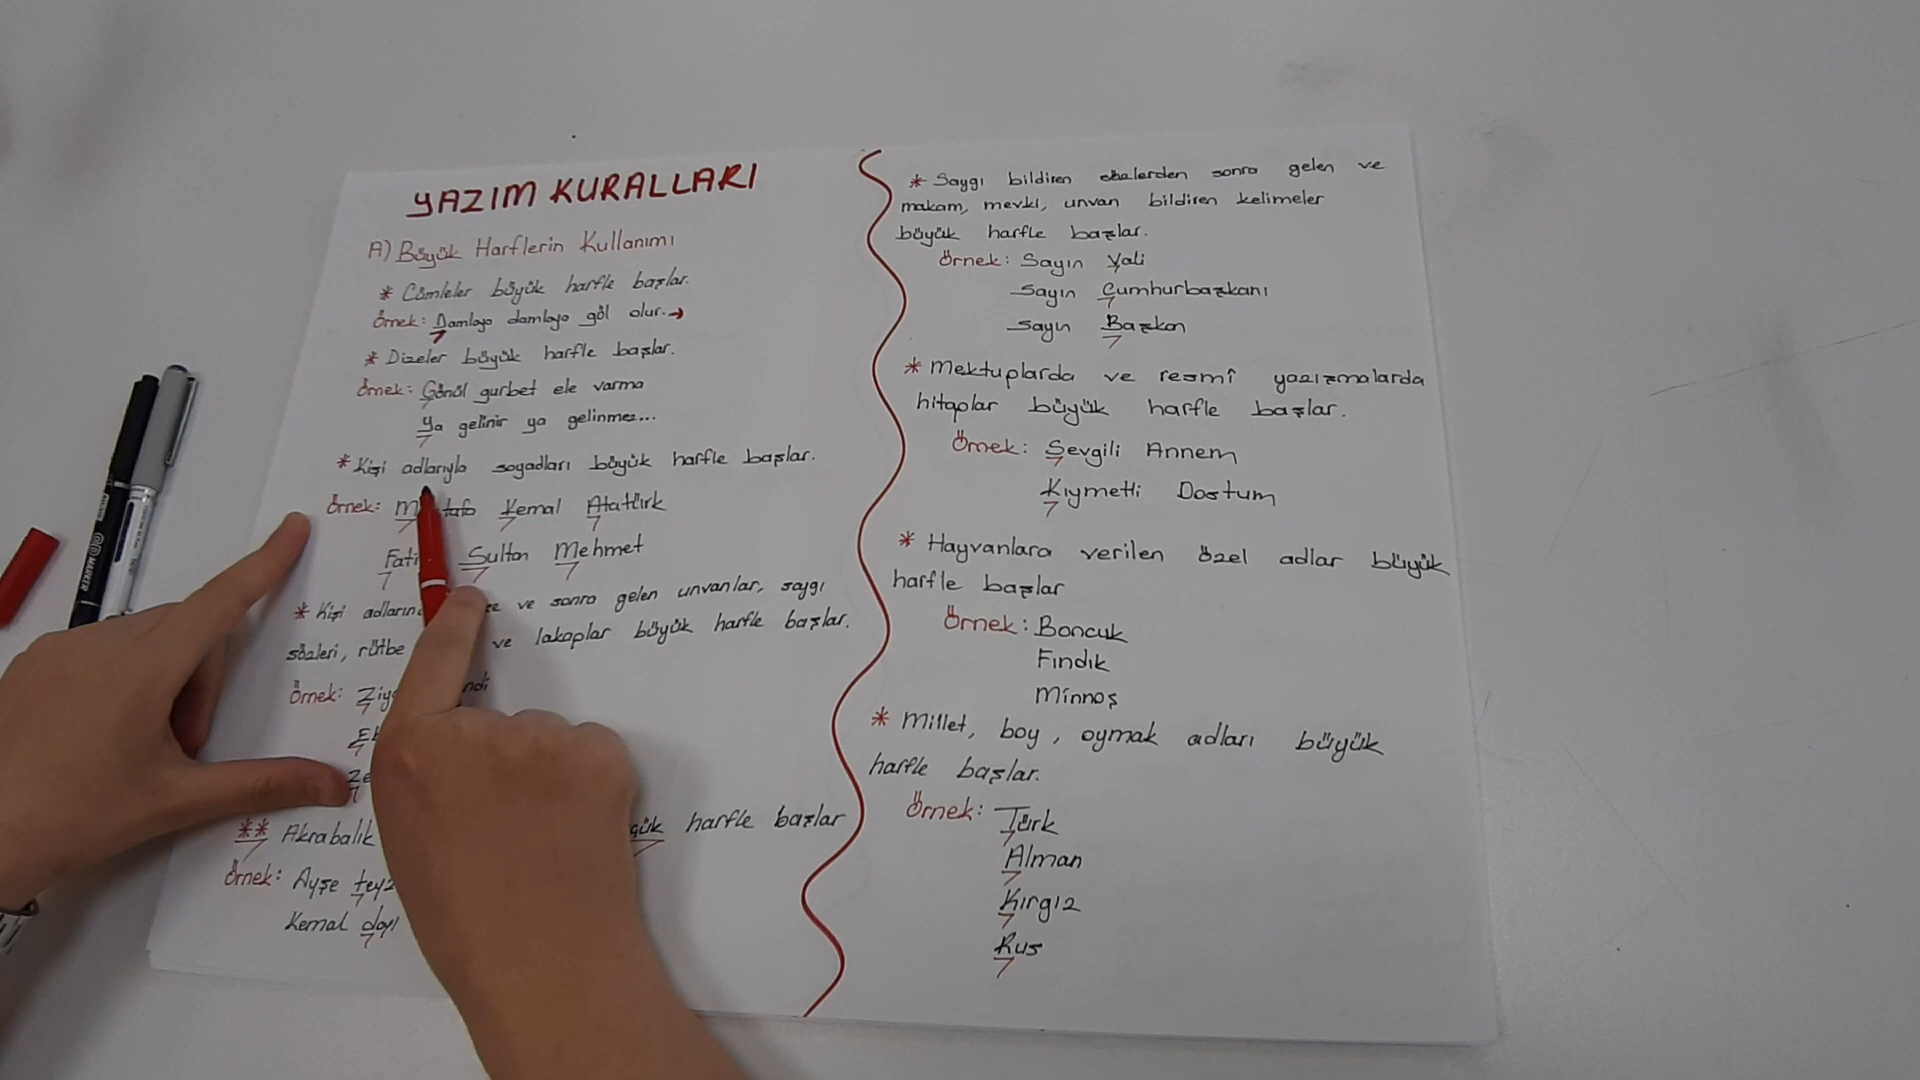 YAZIM KURALLARI
A) Büyük Harflerin Kullanımı
* Cümleler büyük harfle başlar.
Örnek: Damlaya damlaya göl olur.→
* Dizeler büyük harfle başlar.
Örnek: Gönül gurbet ele varma
Ya gelinir ya gelinmez...
* Kişi adlarıyla soyadları büyük harfle başlar.
Örnek: Kemal Atatürk
Sultan Mehmet
* Kişi ve sonra gelen unvanlar, saygı
sözleri, rütbe ve lakaplar büyük harfle başlar.
Örnek:
** Akrabalık harfle başlar
Örnek: Ayşe
Kemal dayı
* Saygı bildiren sonra gelen ve
makam, mevki, unvan bildiren kelimeler
büyük harfle başlar.
Örnek: Sayın Vali
Sayın Cumhurbaşkanı
Sayın Başkan
* Mektuplarda ve resmî yazışmalarda
hitaplar büyük harfle başlar.
Örnek: Sevgili Annem
Kıymetli Dostum
* Hayvanlara verilen özel adlar büyük
harfle başlar
Örnek: Boncuk
Fındık
Minnoş
* Millet, boy, oymak adları büyük
harfle başlar.
Örnek: Türk
Alman
Kırgız
Rus